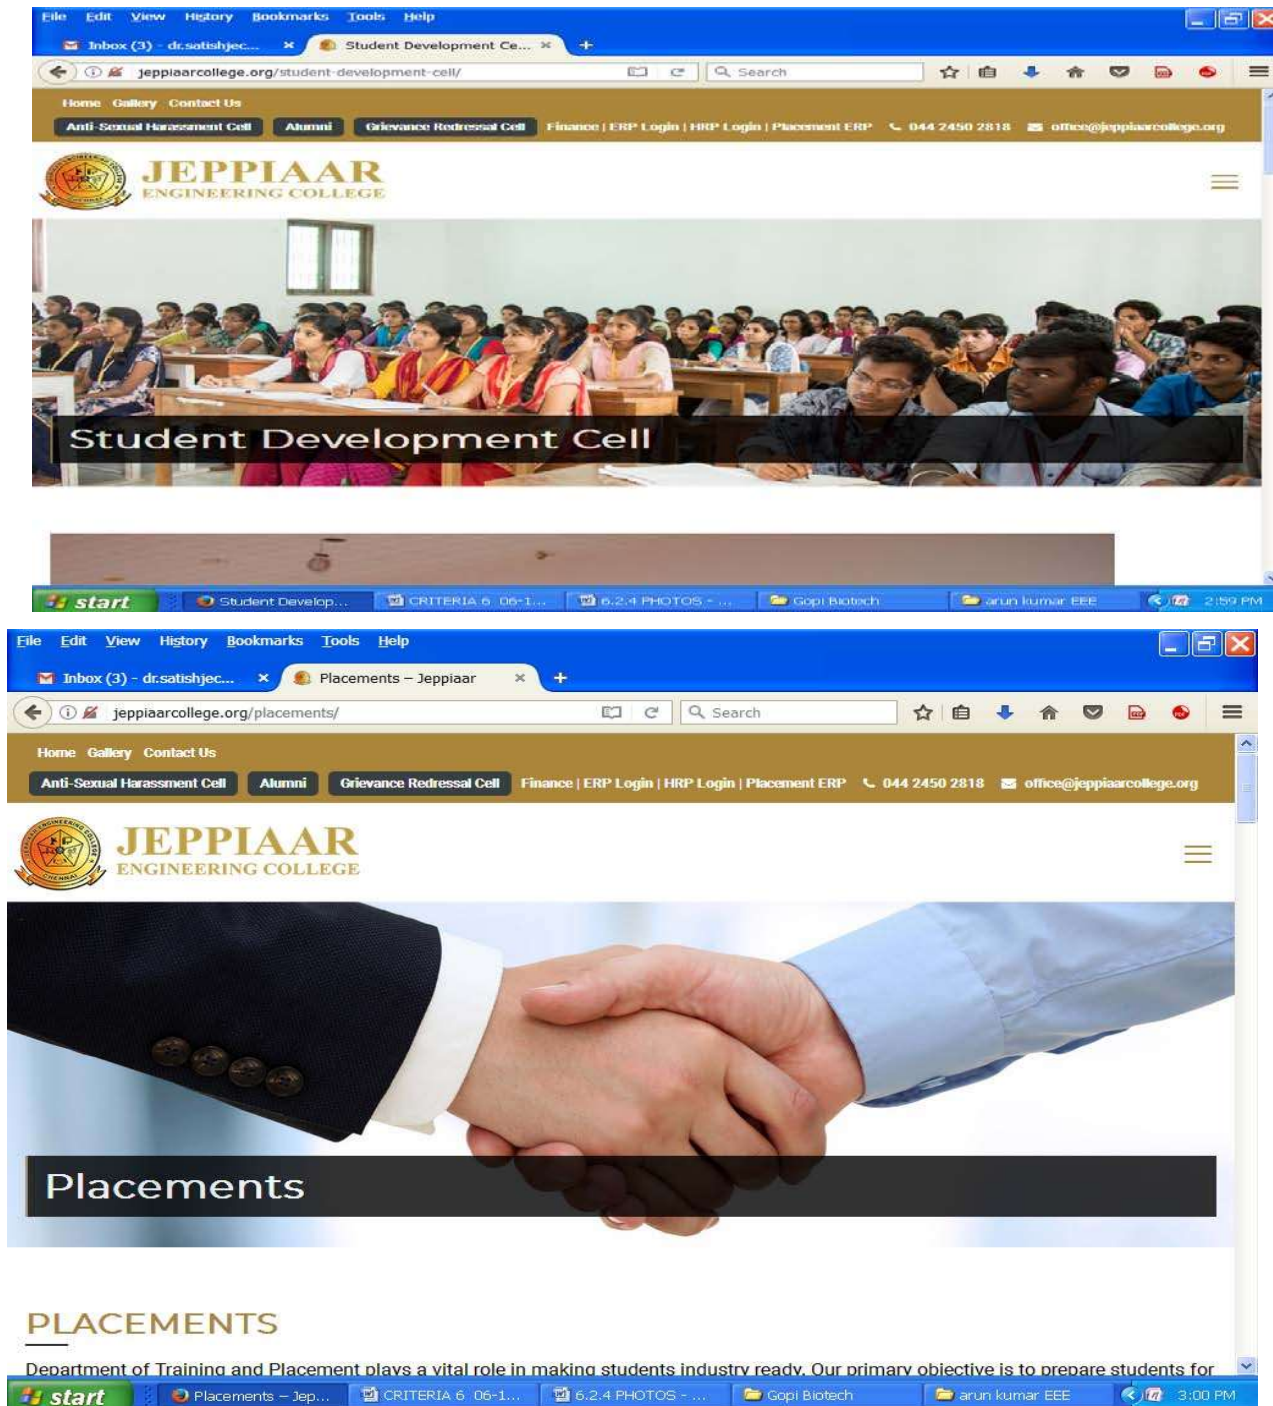 File Edit View History Bookmarks Tools Help
Inbox (3) - dr.satishjec... × Student Development Ce... × +
jeppiaarcollege.org/student-development-cell/ Search
Home Gallery Contact Us
Anti-Sexual Harassment Cell Alumni Grievance Redressal Cell Finance | ERP Login | HRP Login | Placement ERP 044 2450 2818 office@jeppiaarcollege.org
JEPPIAAR
ENGINEERING COLLEGE
Student Development Cell
start Student Develop... CRITERIA 6 06-1... 6.2.4 PHOTOS - ... Gopi Biotech arun kumar EEE 2:59 PM
File Edit View History Bookmarks Tools Help
Inbox (3) - dr.satishjec... × Placements – Jeppiaar × +
jeppiaarcollege.org/placements/ Search
Home Gallery Contact Us
Anti-Sexual Harassment Cell Alumni Grievance Redressal Cell Finance | ERP Login | HRP Login | Placement ERP 044 2450 2818 office@jeppiaarcollege.org
JEPPIAAR
ENGINEERING COLLEGE
CHENNAI
Placements
PLACEMENTS
Department of Training and Placement plays a vital role in making students industry ready. Our primary objective is to prepare students for
start Placements – Jep... CRITERIA 6 06-1... 6.2.4 PHOTOS - ... Gopi Biotech arun kumar EEE 3:00 PM